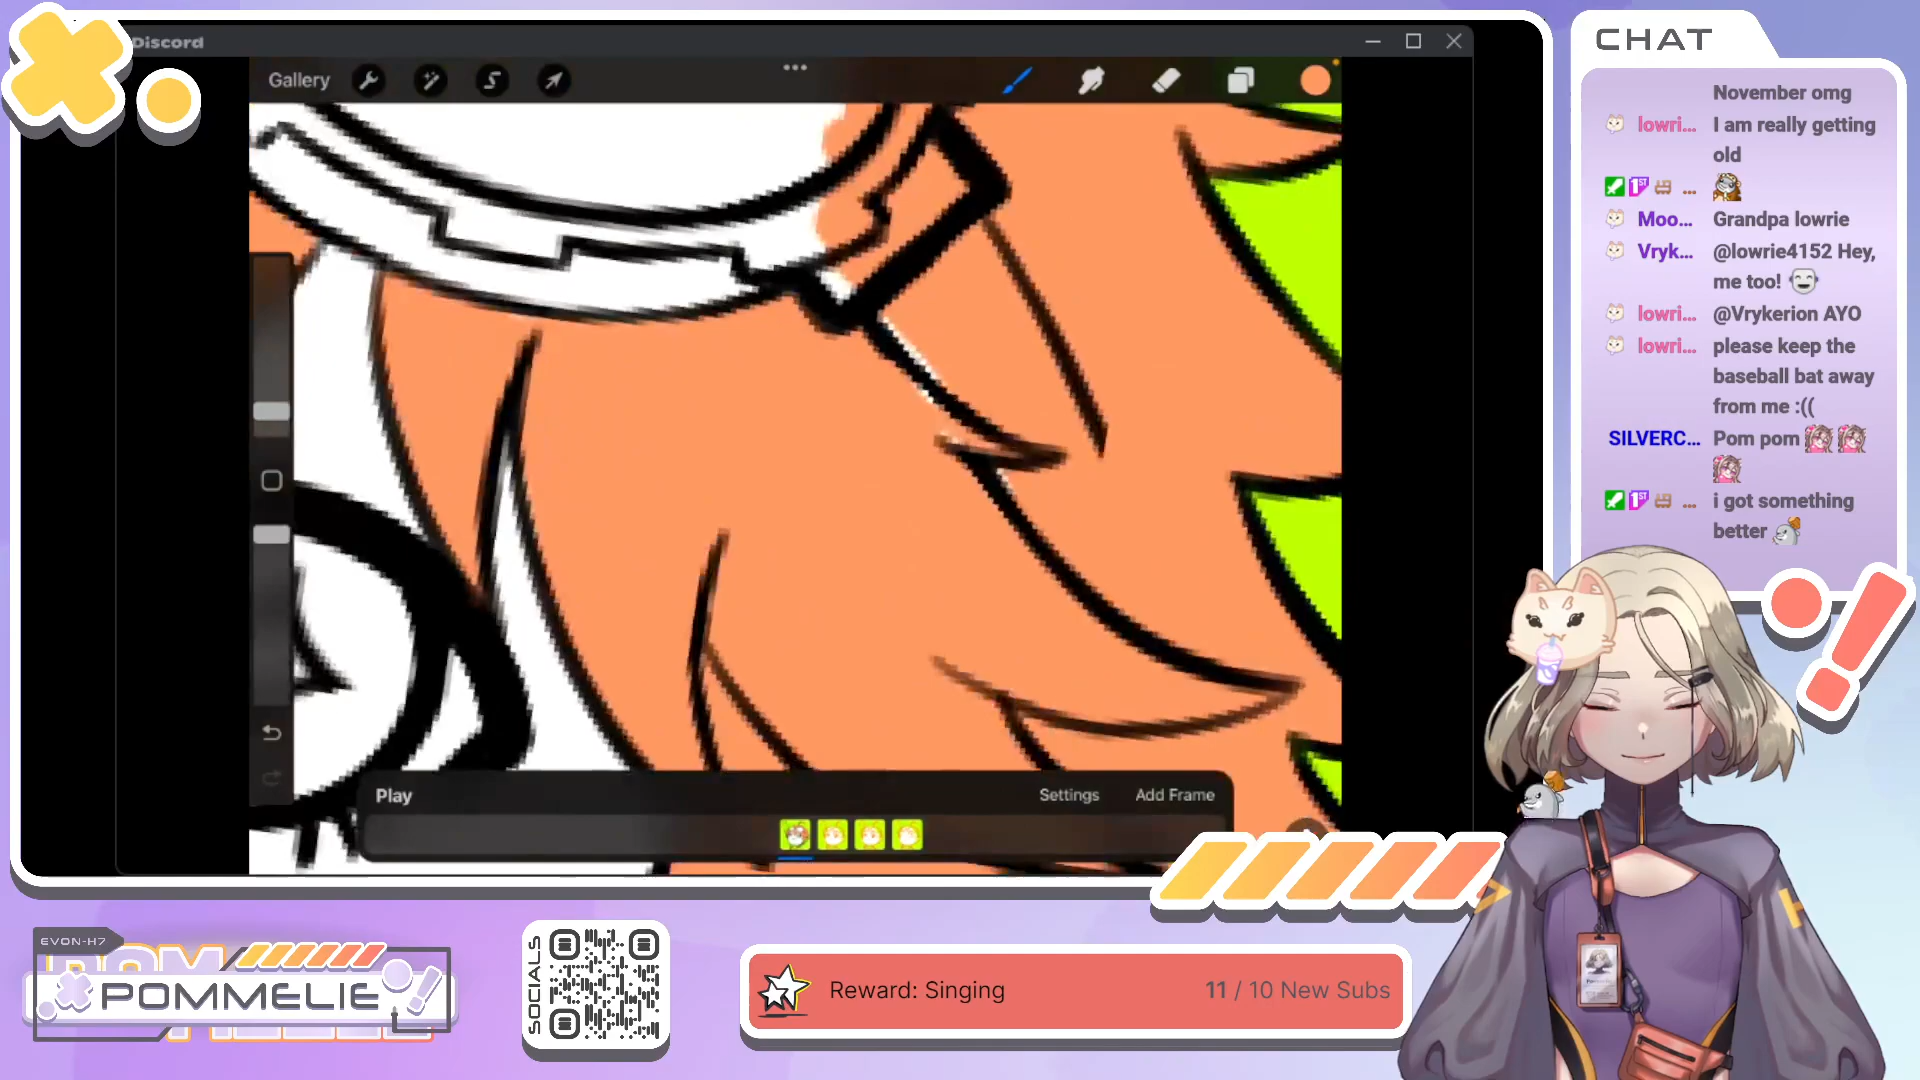 Discord
Gallery
Play
Settings
Add Frame
CHAT
November omg
lowri... I am really getting
old
1ST ...
Moo... Grandpa lowrie
Vryk... @lowrie4152 Hey,
me too!
lowri... @Vrykerion AYO
lowri... please keep the
baseball bat away
from me :((
SILVERC... Pom pom
1ST ... i got something
better
EVON-H7
POMMELIE
SOCIALS
Reward: Singing
11 / 10 New Subs